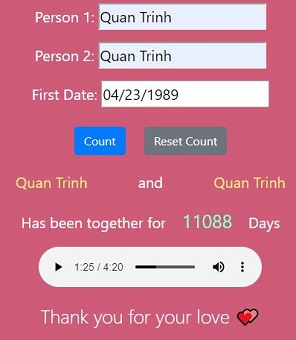 Person 1: Quan Trinh
Person 2: Quan Trinh
First Date: 04/23/1989
Count Reset Count
Quan Trinh and Quan Trinh
Has been together for 11088 Days
1:25 / 4:20
Thank you for your love